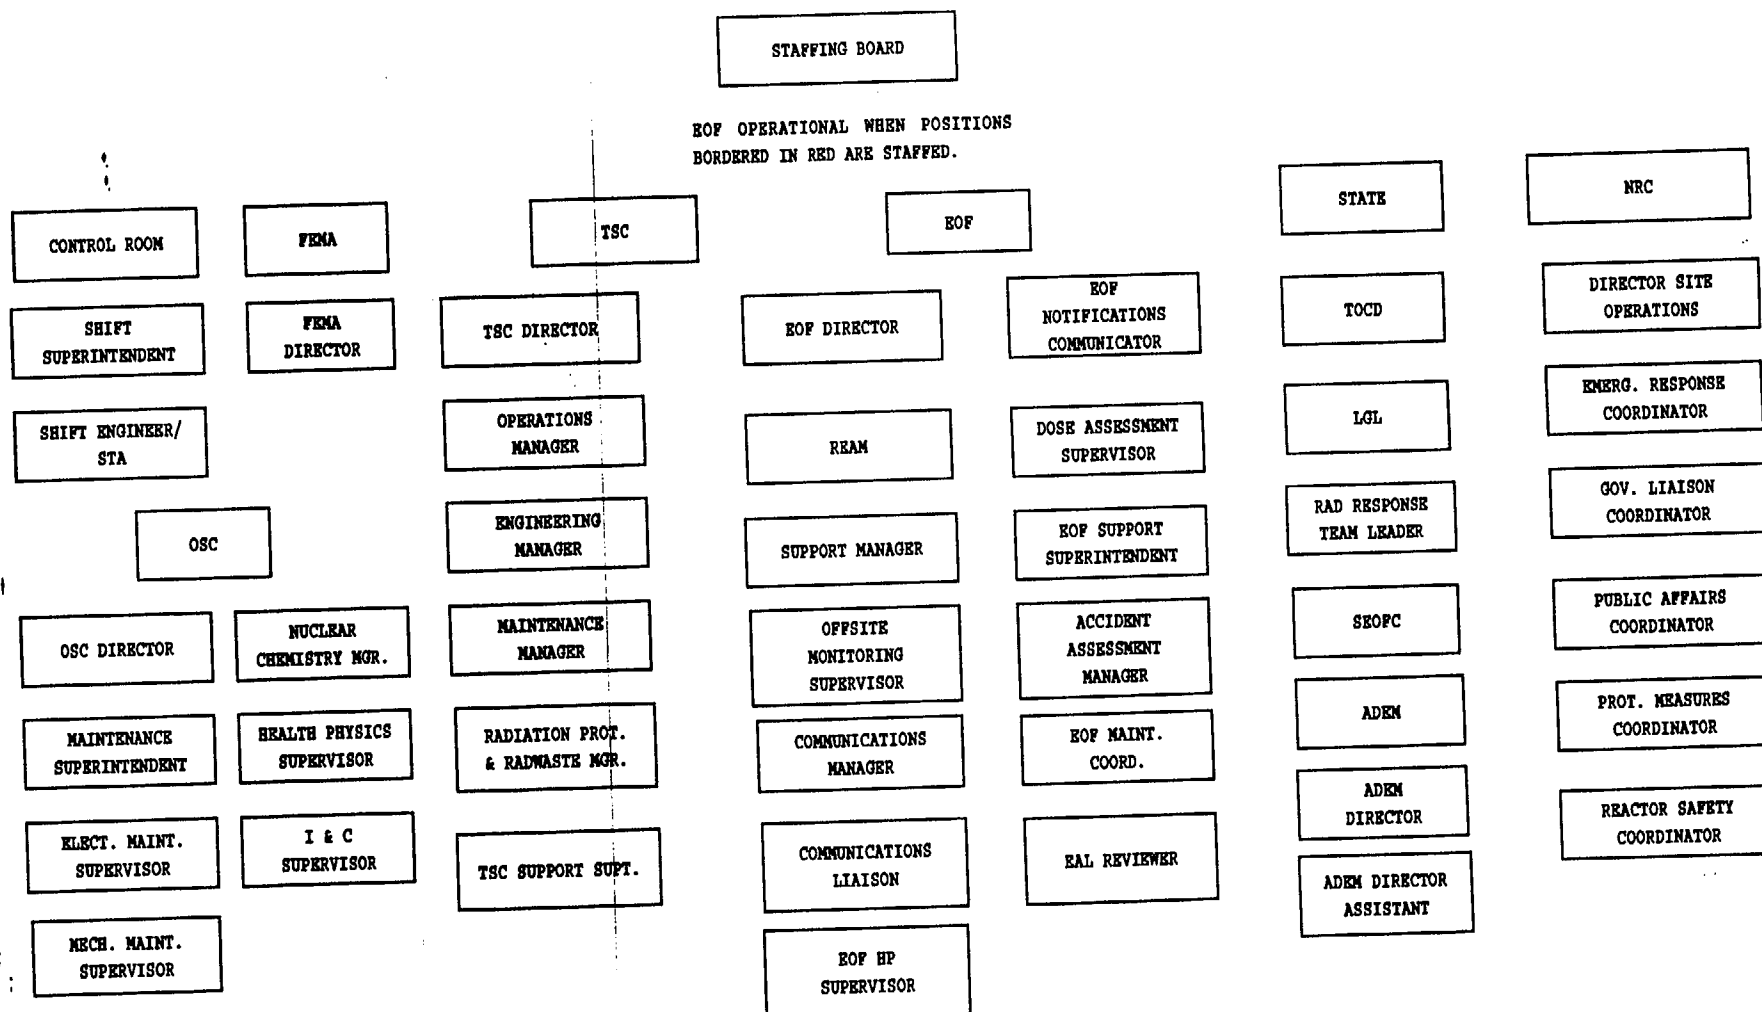 STAFFING BOARD
EOF OPERATIONAL WHEN POSITIONS
BORDERED IN RED ARE STAFFED.
CONTROL ROOM
SHIFT
SUPERINTENDENT
SHIFT ENGINEER/
STA
FEMA
FEMA
DIRECTOR
OSC
OSC DIRECTOR
MAINTENANCE
SUPERINTENDENT
ELECT. MAINT.
SUPERVISOR
MECH. MAINT.
SUPERVISOR
NUCLEAR
CHEMISTRY MGR.
HEALTH PHYSICS
SUPERVISOR
I & C
SUPERVISOR
TSC
TSC DIRECTOR
OPERATIONS
MANAGER
ENGINEERING
MANAGER
MAINTENANCE
MANAGER
RADIATION PROT.
& RADWASTE MGR.
TSC SUPPORT SUPT.
EOF
EOF DIRECTOR
REAM
SUPPORT MANAGER
OFFSITE
MONITORING
SUPERVISOR
COMMUNICATIONS
MANAGER
COMMUNICATIONS
LIAISON
EOF HP
SUPERVISOR
EOF
NOTIFICATIONS
COMMUNICATOR
DOSE ASSESSMENT
SUPERVISOR
EOF SUPPORT
SUPERINTENDENT
ACCIDENT
ASSESSMENT
MANAGER
EOF MAINT.
COORD.
EAL REVIEWER
STATE
TOCD
LGL
RAD RESPONSE
TEAM LEADER
SEOFC
ADEM
ADEM
DIRECTOR
ADEM DIRECTOR
ASSISTANT
NRC
DIRECTOR SITE
OPERATIONS
EMERG. RESPONSE
COORDINATOR
GOV. LIAISON
COORDINATOR
PUBLIC AFFAIRS
COORDINATOR
PROT. MEASURES
COORDINATOR
REACTOR SAFETY
COORDINATOR